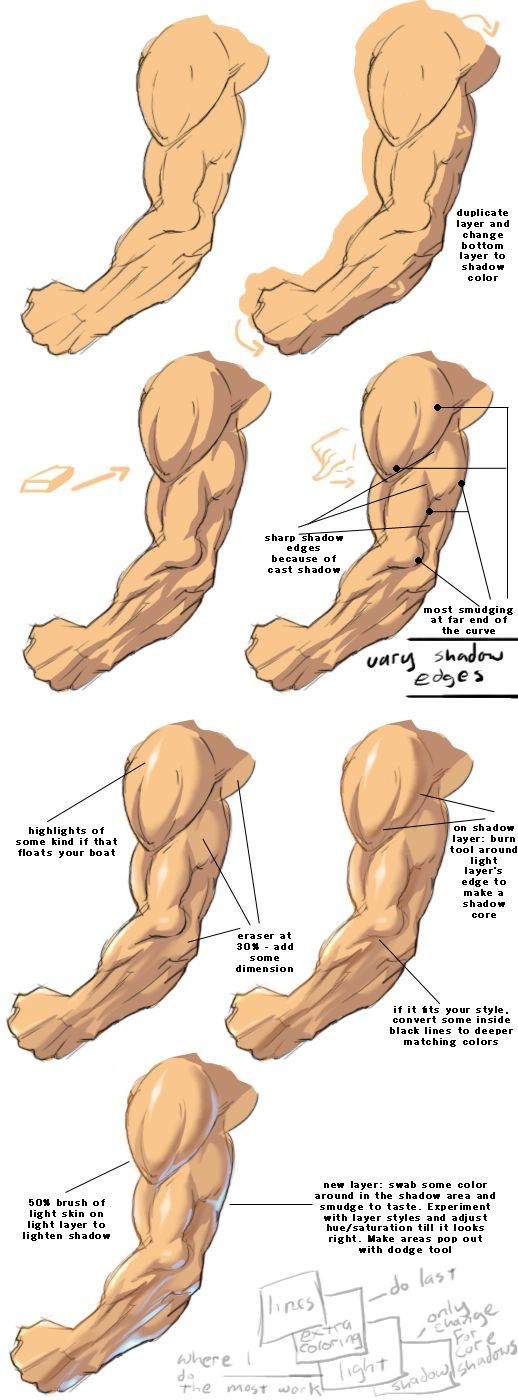 duplicate
layer and
change
bottom
layer to
shadow
color
sharp shadow
edges
because of
cast shadow
most smudging
at far end of
the curve
vary shadow
edges
highlights of
some kind if that
floats your boat
on shadow
layer: burn
tool around
light
layer's
edge to
make a
shadow
core
eraser at
30% - add
some
dimension
if it fits your style,
convert some inside
black lines to deeper
matching colors
50% brush of
light skin on
light layer to
lighten shadow
new layer: swab some color
around in the shadow area and
smudge to taste. Experiment
with layer styles and adjust
hue/saturation till it looks
right. Make areas pop out
with dodge tool
lines
do last
extra
coloring
only
change
for
core
shadows
light
shadow
where I
do
the most work